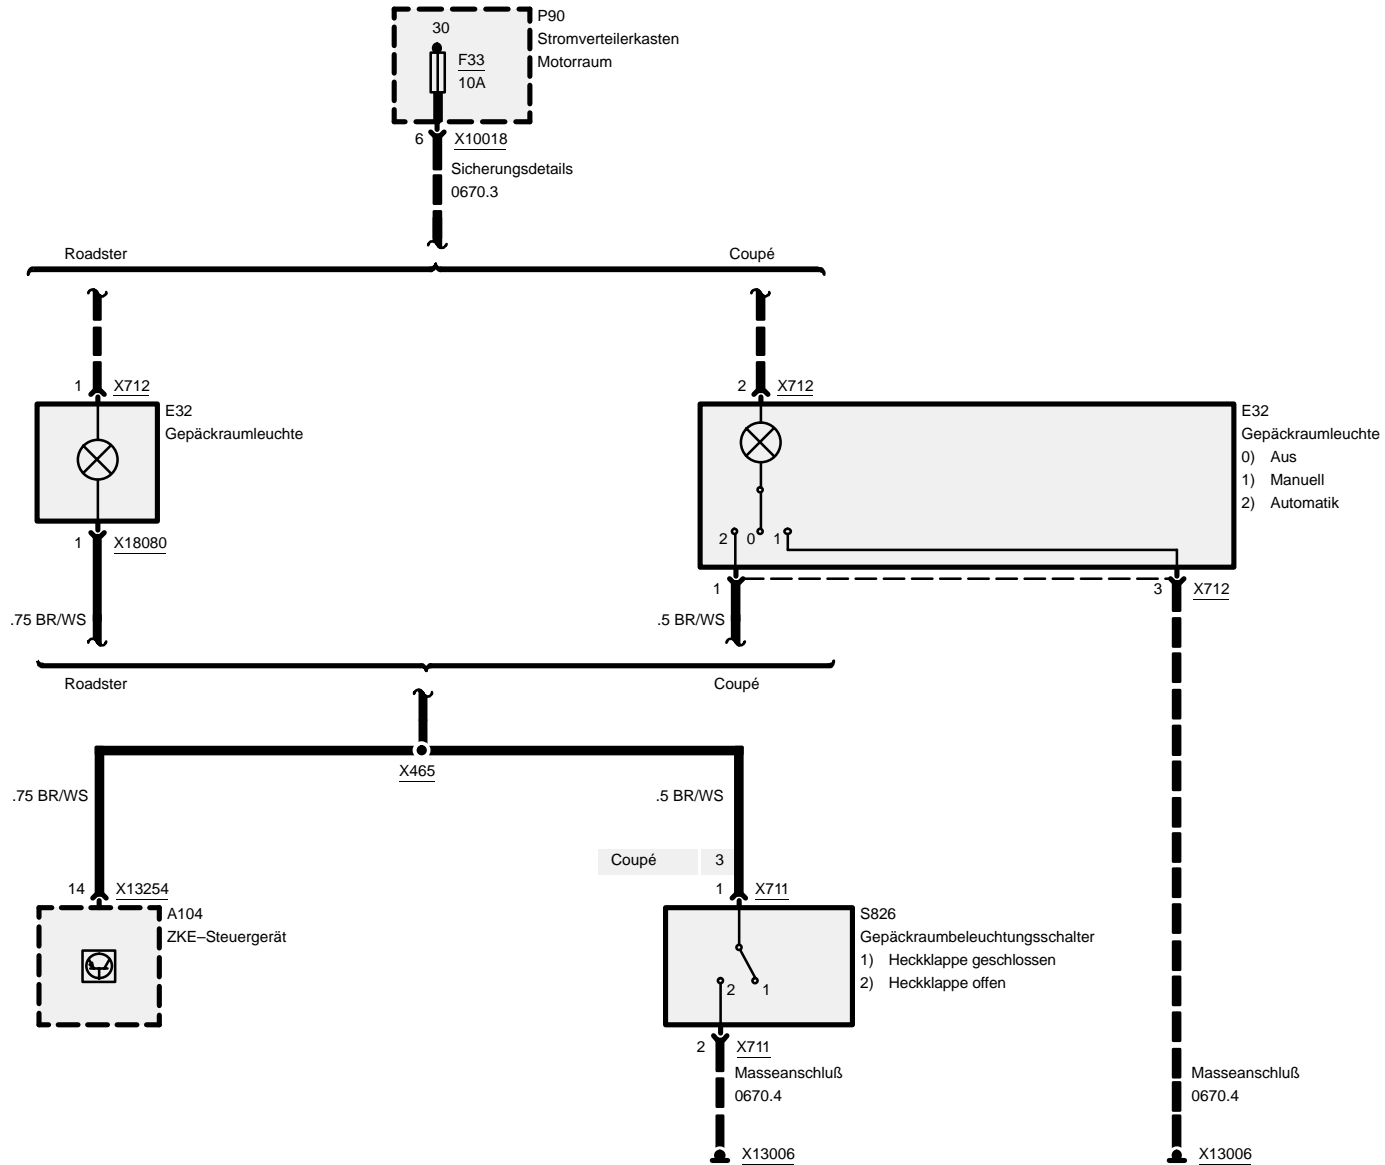 P90
30
Stromverteilerkasten
F33
Motorraum
10A
6 X10018
Sicherungsdetails
0670.3
Roadster
Coupé
1 X712
2 X712
E32
Gepäckraumleuchte
E32
Gepäckraumleuchte
0) Aus
1) Manuell
2) Automatik
2 0 1
1 X18080
1
3 X712
.75 BR/WS
.5 BR/WS
Roadster
Coupé
X465
.75 BR/WS
.5 BR/WS
Coupé 3
14 X13254
1 X711
A104
ZKE–Steuergerät
S826
Gepäckraumbeleuchtungsschalter
1) Heckklappe geschlossen
2) Heckklappe offen
2 1
2 X711
Masseanschluß
0670.4
Masseanschluß
0670.4
X13006
X13006